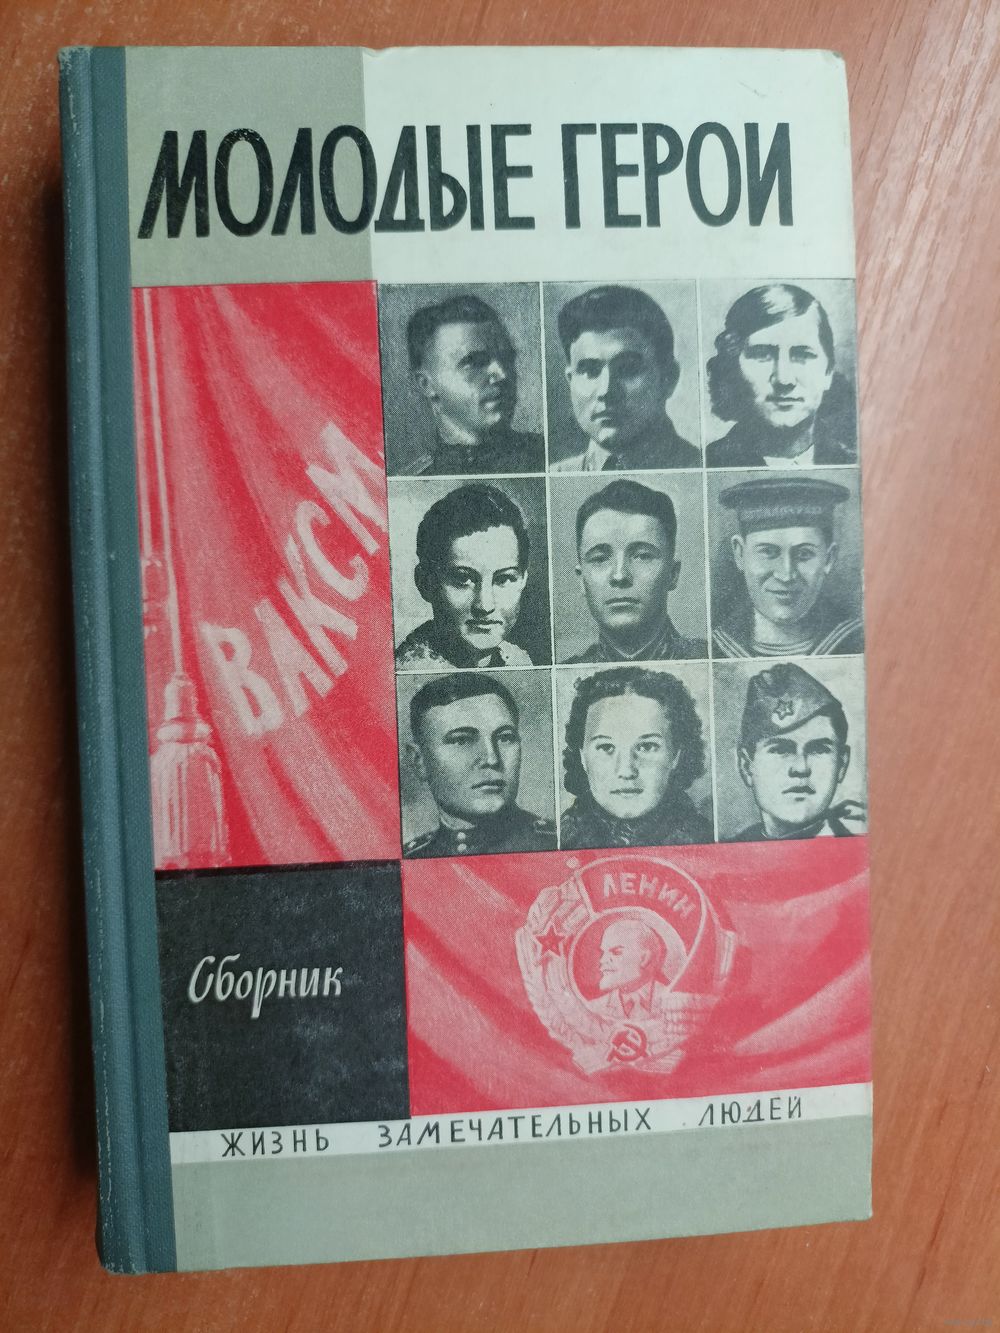 МОЛОДЫЕ ГЕРОИ
ВЛКСМ
Сборник
ЛЕНИН
ЖИЗНЬ ЗАМЕЧАТЕЛЬНЫХ ЛЮДЕЙ